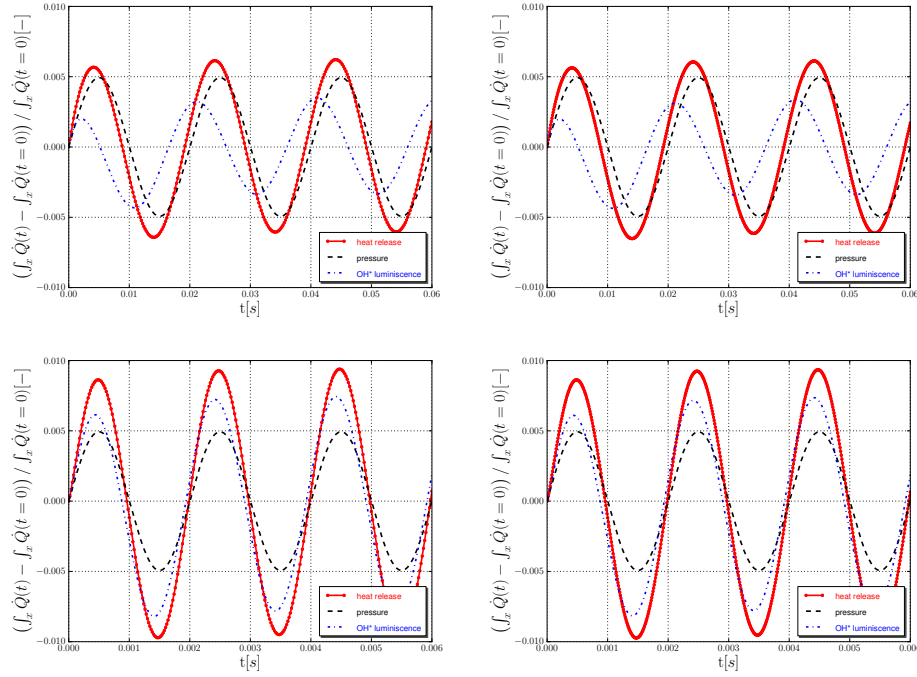 (∫ₓ Q̇(t) − ∫ₓ Q̇(t = 0)) / ∫ₓ Q̇(t = 0)[−]
0.010
0.005
0.000
−0.005
−0.010
0.00 0.01 0.02 0.03 0.04 0.05 0.06
t[s]
heat release
pressure
OH* luminiscence
(∫ₓ Q̇(t) − ∫ₓ Q̇(t = 0)) / ∫ₓ Q̇(t = 0)[−]
0.010
0.005
0.000
−0.005
−0.010
0.00 0.01 0.02 0.03 0.04 0.05 0.06
t[s]
heat release
pressure
OH* luminiscence
(∫ₓ Q̇(t) − ∫ₓ Q̇(t = 0)) / ∫ₓ Q̇(t = 0)[−]
0.010
0.005
0.000
−0.005
−0.010
0.000 0.001 0.002 0.003 0.004 0.005 0.006
t[s]
heat release
pressure
OH* luminiscence
(∫ₓ Q̇(t) − ∫ₓ Q̇(t = 0)) / ∫ₓ Q̇(t = 0)[−]
0.010
0.005
0.000
−0.005
−0.010
0.000 0.001 0.002 0.003 0.004 0.005 0.006
t[s]
heat release
pressure
OH* luminiscence